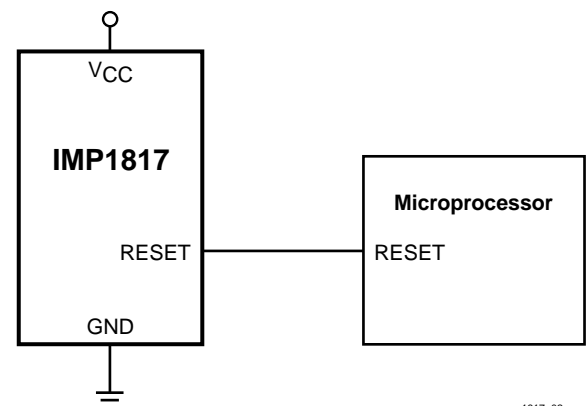 VCC
IMP1817
Microprocessor
RESET
RESET
GND